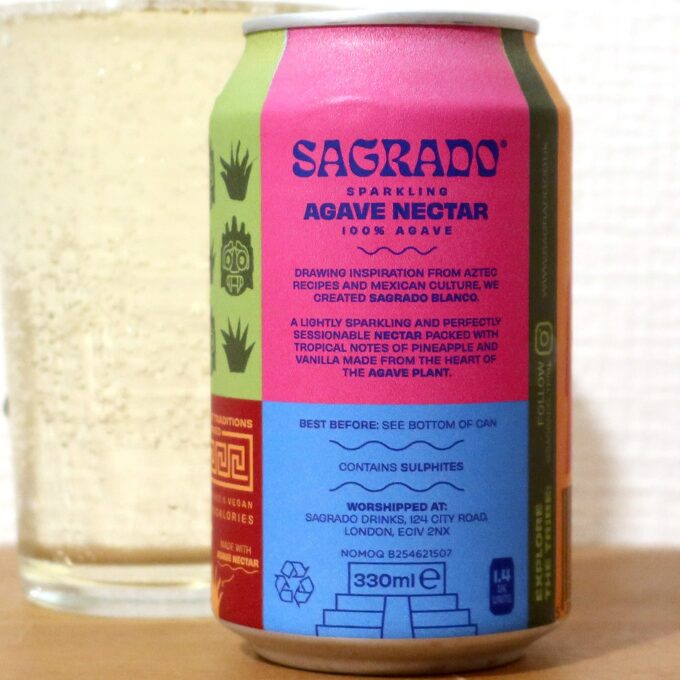 SAGRADO®
SPARKLING
AGAVE NECTAR
100% AGAVE
DRAWING INSPIRATION FROM AZTEC
RECIPES AND MEXICAN CULTURE, WE
CREATED SAGRADO BLANCO.
A LIGHTLY SPARKLING AND PERFECTLY
SESSIONABLE NECTAR PACKED WITH
TROPICAL NOTES OF PINEAPPLE AND
VANILLA MADE FROM THE HEART OF
THE AGAVE PLANT.
BEST BEFORE: SEE BOTTOM OF CAN
CONTAINS SULPHITES
WORSHIPPED AT:
SAGRADO DRINKS, 124 CITY ROAD,
LONDON, EC1V 2NX
NOMOQ B254621507
330ml e
1.4
UK
UNITS
TRADITIONS
VEGAN
CALORIES
MADE WITH
AGAVE NECTAR
EXPLORE
THE TRIBE:
FOLLOW